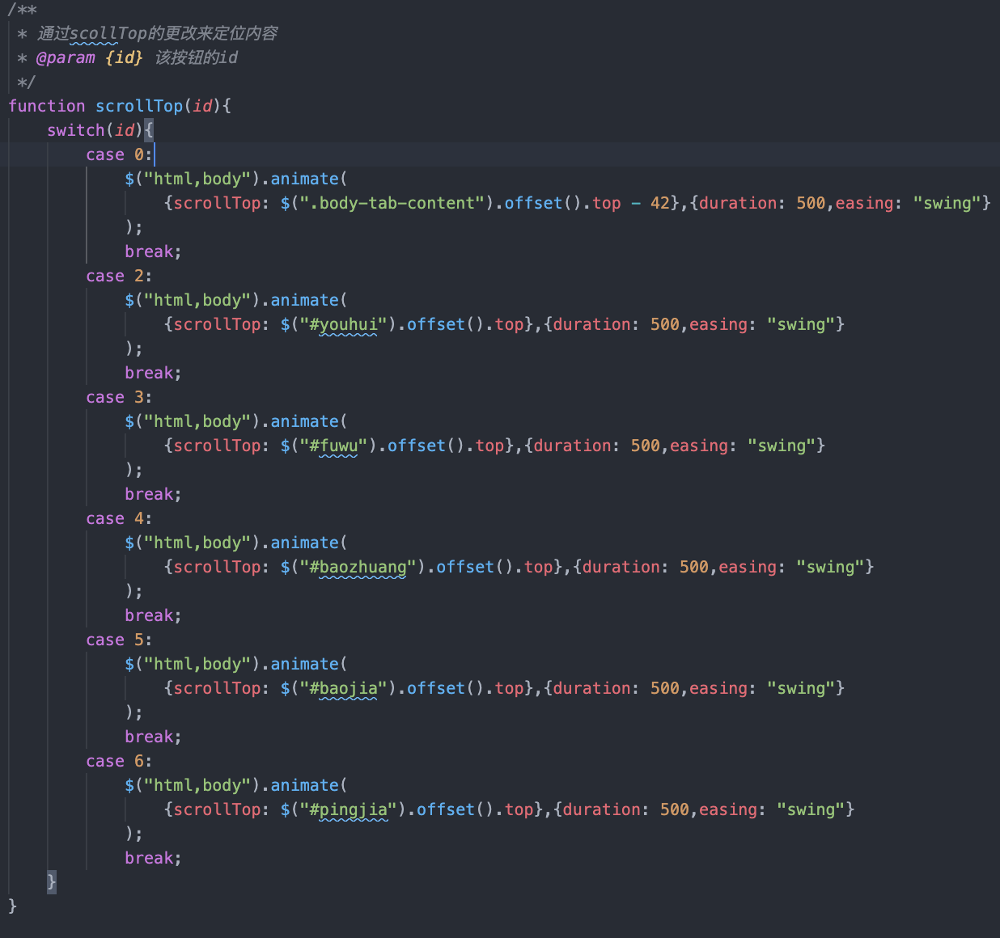 /**
 * 通过scollTop的更改来定位内容
 * @param {id} 该按钮的id
 */
function scrollTop(id){
    switch(id){
        case 0:
            $("html,body").animate(
                {scrollTop: $(".body-tab-content").offset().top - 42},{duration: 500,easing: "swing"}
            );
            break;
        case 2:
            $("html,body").animate(
                {scrollTop: $("#youhui").offset().top},{duration: 500,easing: "swing"}
            );
            break;
        case 3:
            $("html,body").animate(
                {scrollTop: $("#fuwu").offset().top},{duration: 500,easing: "swing"}
            );
            break;
        case 4:
            $("html,body").animate(
                {scrollTop: $("#baozhuang").offset().top},{duration: 500,easing: "swing"}
            );
            break;
        case 5:
            $("html,body").animate(
                {scrollTop: $("#baojia").offset().top},{duration: 500,easing: "swing"}
            );
            break;
        case 6:
            $("html,body").animate(
                {scrollTop: $("#pingjia").offset().top},{duration: 500,easing: "swing"}
            );
            break;
    }
}